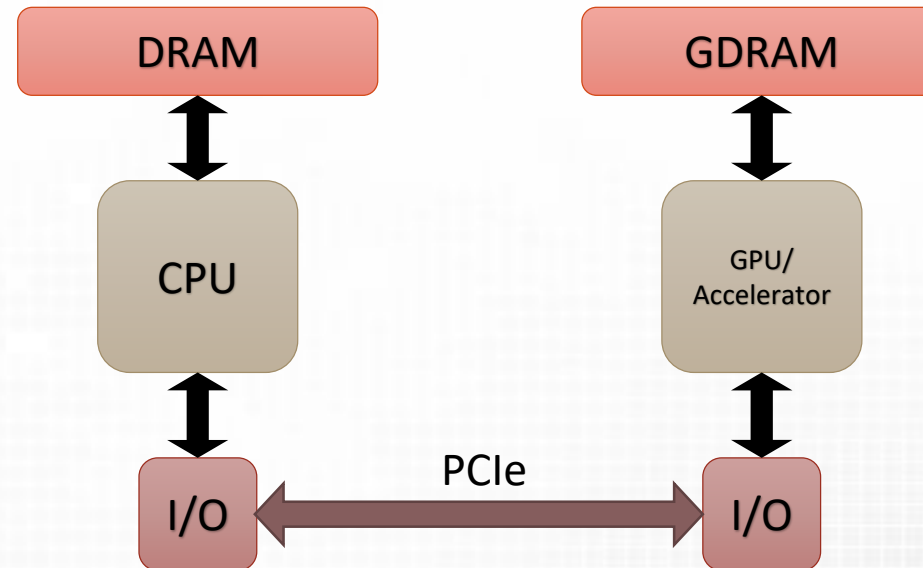 DRAM
GDRAM
CPU
GPU/
Accelerator
PCIe
I/O
I/O